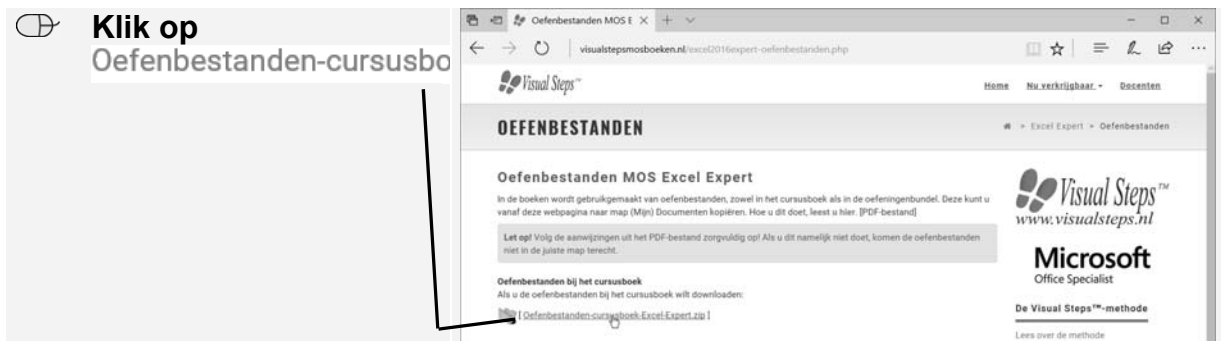 Klik op
Oefenbestanden-cursusbo
Oefenbestanden MOS E
visualstepsmosboeken.nl/excel2016expert-oefenbestanden.php
Visual Steps™
Home Nu verkrijgbaar Docenten
OEFENBESTANDEN
» Excel Expert » Oefenbestanden
Oefenbestanden MOS Excel Expert
In de boeken wordt gebruikgemaakt van oefenbestanden, zowel in het cursusboek als in de oefeningenbundel. Deze kunt u
vanaf deze webpagina naar map (Mijn) Documenten kopiëren. Hoe u dit doet, leest u hier. [PDF-bestand]
Let op! Volg de aanwijzingen uit het PDF-bestand zorgvuldig op! Als u dit namelijk niet doet, komen de oefenbestanden
niet in de juiste map terecht.
Oefenbestanden bij het cursusboek
Als u de oefenbestanden bij het cursusboek wilt downloaden:
[ Oefenbestanden-cursusboek-Excel-Expert.zip ]
Visual Steps™
www.visualsteps.nl
Microsoft
Office Specialist
De Visual Steps™-methode
Lees over de methode